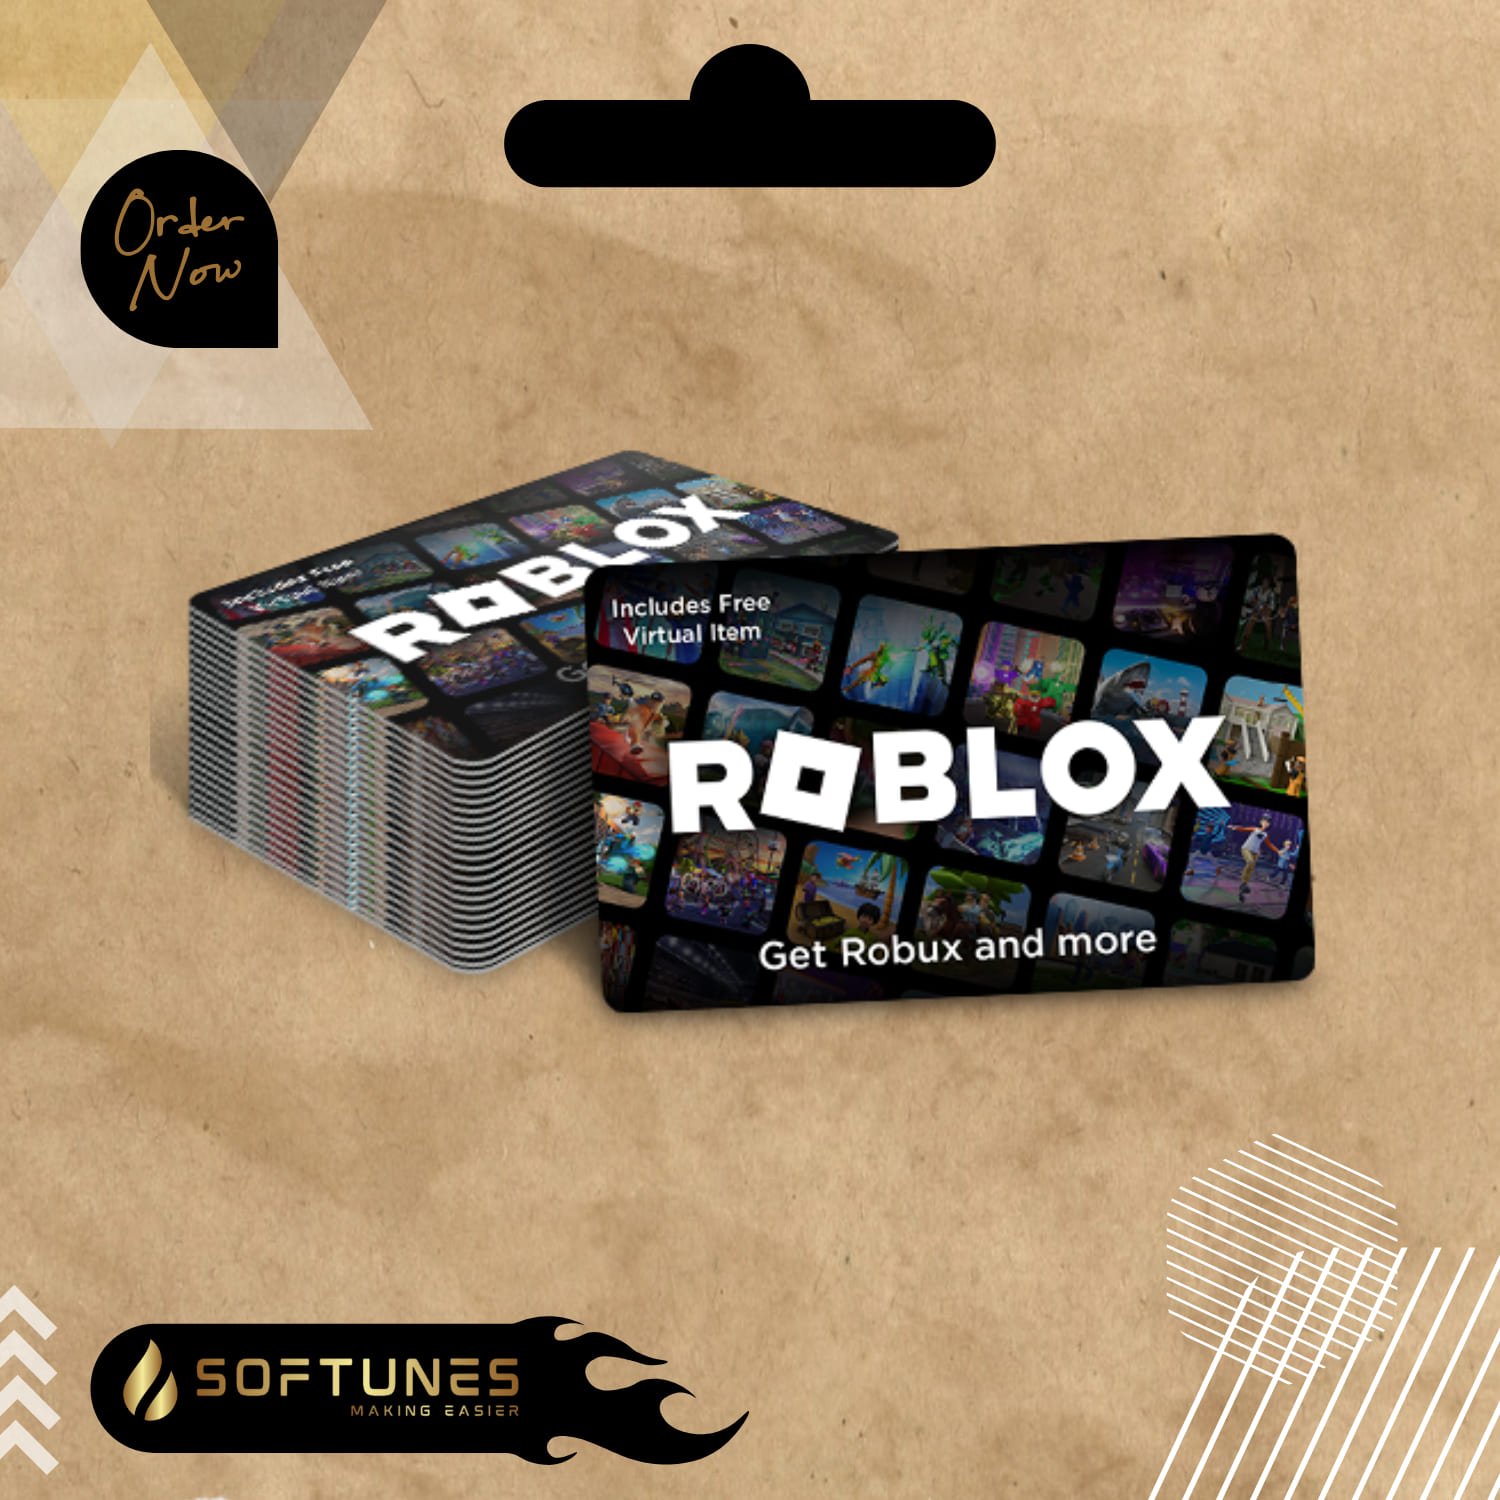 Order
Now
ROBLOX
Includes Free
Virtual Item
ROBLOX
Get Robux and more
SOFTUNES
MAKING EASIER